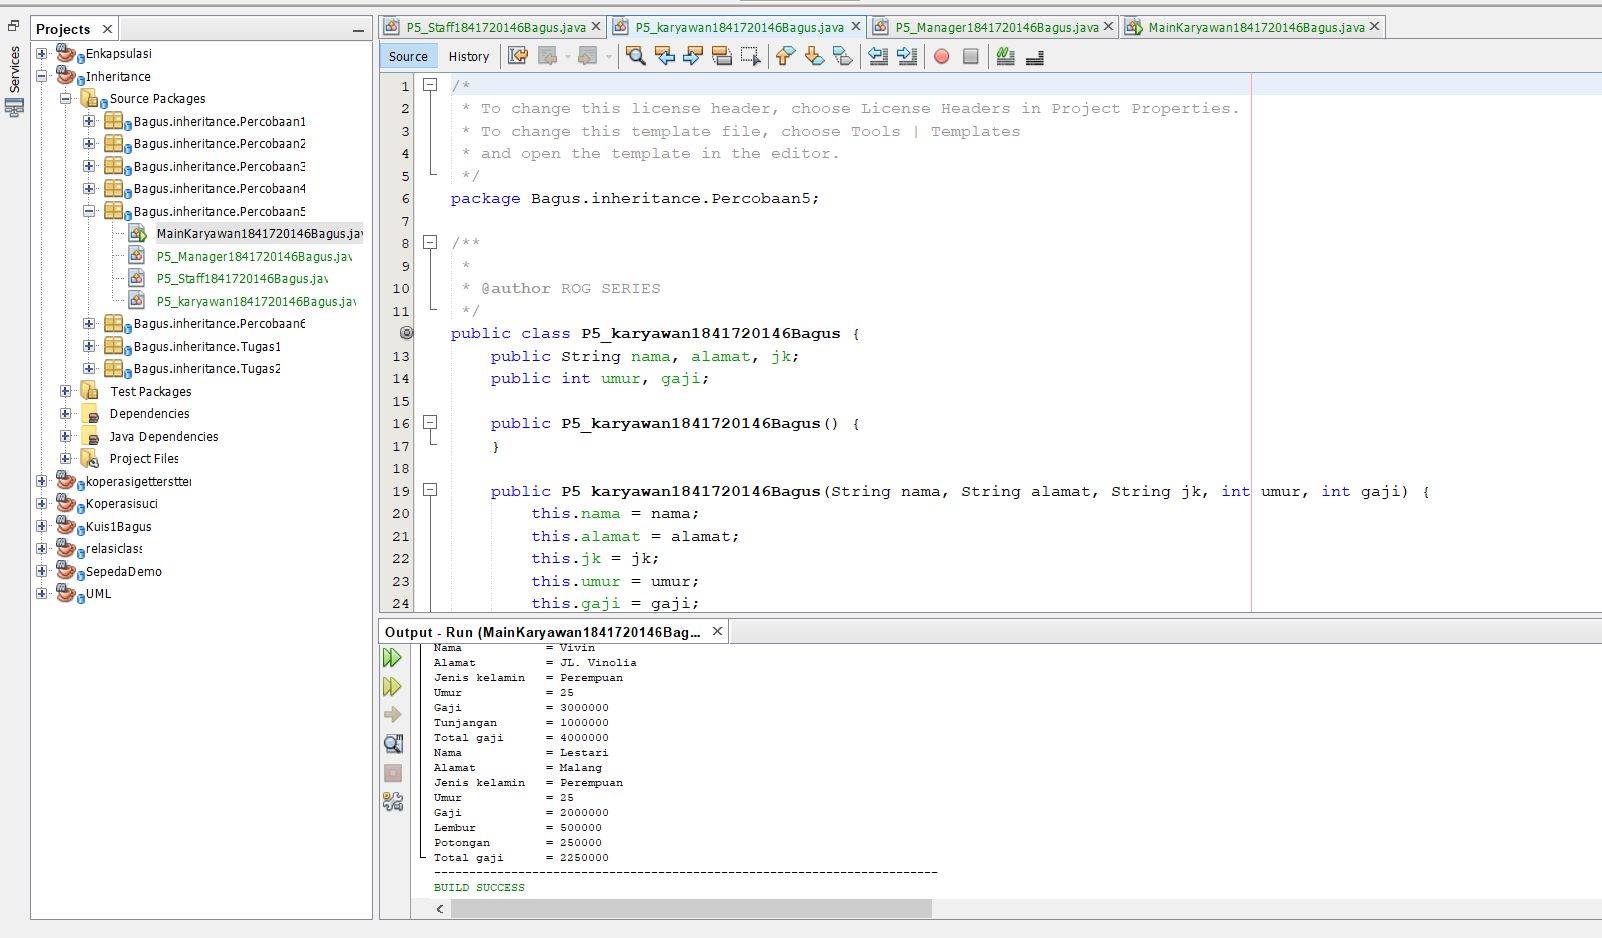 Services
Projects
Enkapsulasi
Inheritance
Source Packages
Bagus.inheritance.Percobaan1
Bagus.inheritance.Percobaan2
Bagus.inheritance.Percobaan3
Bagus.inheritance.Percobaan4
Bagus.inheritance.Percobaan5
MainKaryawan1841720146Bagus.jav
P5_Manager1841720146Bagus.jav
P5_Staff1841720146Bagus.jav
P5_karyawan1841720146Bagus.jav
Bagus.inheritance.Percobaan6
Bagus.inheritance.Tugas1
Bagus.inheritance.Tugas2
Test Packages
Dependencies
Java Dependencies
Project Files
koperasigetterstter
Koperasisuci
Kuis1Bagus
relasiclass
SepedaDemo
UML
P5_Staff1841720146Bagus.java P5_karyawan1841720146Bagus.java P5_Manager1841720146Bagus.java MainKaryawan1841720146Bagus.java
Source History
1 /*
2 * To change this license header, choose License Headers in Project Properties.
3 * To change this template file, choose Tools | Templates
4 * and open the template in the editor.
5 */
6 package Bagus.inheritance.Percobaan5;
7
8 /**
9 *
10 * @author ROG SERIES
11 */
public class P5_karyawan1841720146Bagus {
13 public String nama, alamat, jk;
14 public int umur, gaji;
15
16 public P5_karyawan1841720146Bagus() {
17 }
18
19 public P5_karyawan1841720146Bagus(String nama, String alamat, String jk, int umur, int gaji) {
20 this.nama = nama;
21 this.alamat = alamat;
22 this.jk = jk;
23 this.umur = umur;
24 this.gaji = gaji;
Output - Run (MainKaryawan1841720146Bag...
Nama = Vivin
Alamat = JL. Vinolia
Jenis kelamin = Perempuan
Umur = 25
Gaji = 3000000
Tunjangan = 1000000
Total gaji = 4000000
Nama = Lestari
Alamat = Malang
Jenis kelamin = Perempuan
Umur = 25
Gaji = 2000000
Lembur = 500000
Potongan = 250000
Total gaji = 2250000
------------------------------------------------------------------------
BUILD SUCCESS